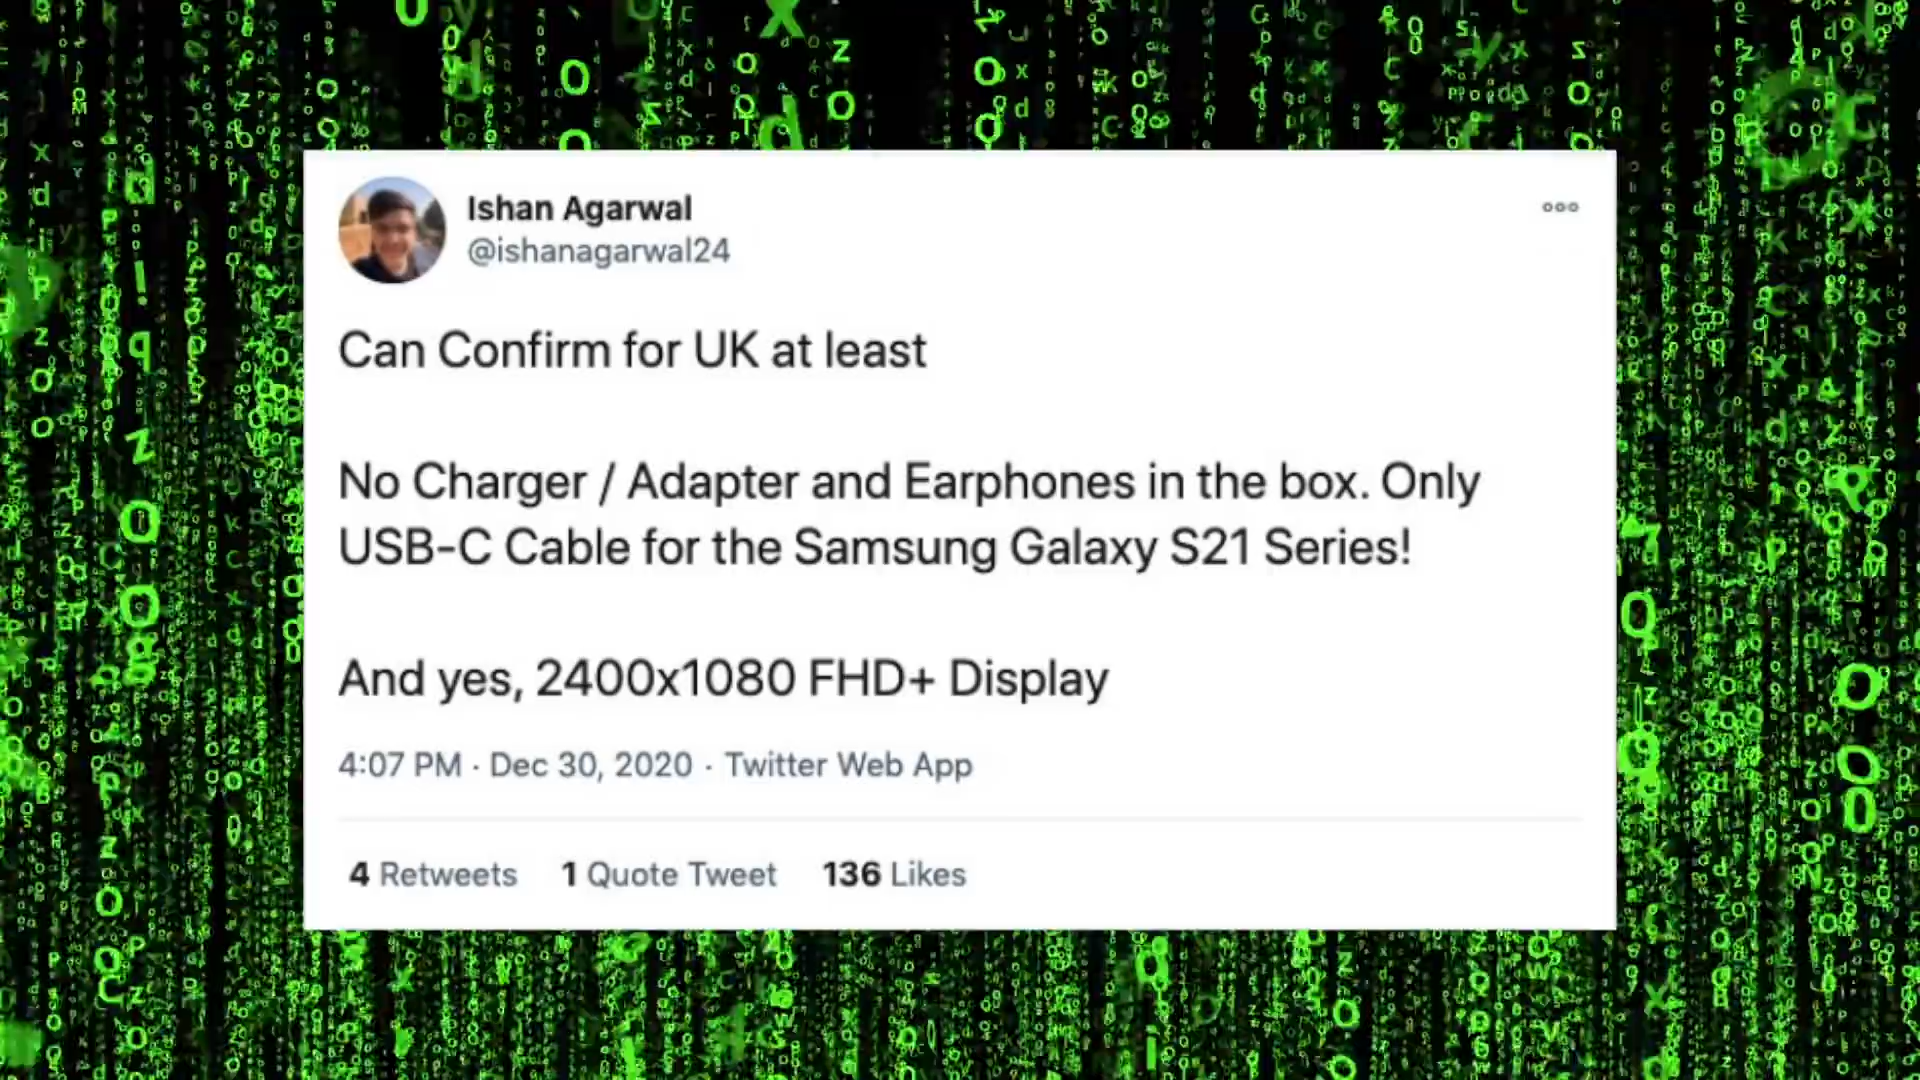 Ishan Agarwal
@ishanagarwal24
Can Confirm for UK at least
No Charger / Adapter and Earphones in the box. Only
USB-C Cable for the Samsung Galaxy S21 Series!
And yes, 2400x1080 FHD+ Display
4:07 PM · Dec 30, 2020 · Twitter Web App
4 Retweets 1 Quote Tweet 136 Likes